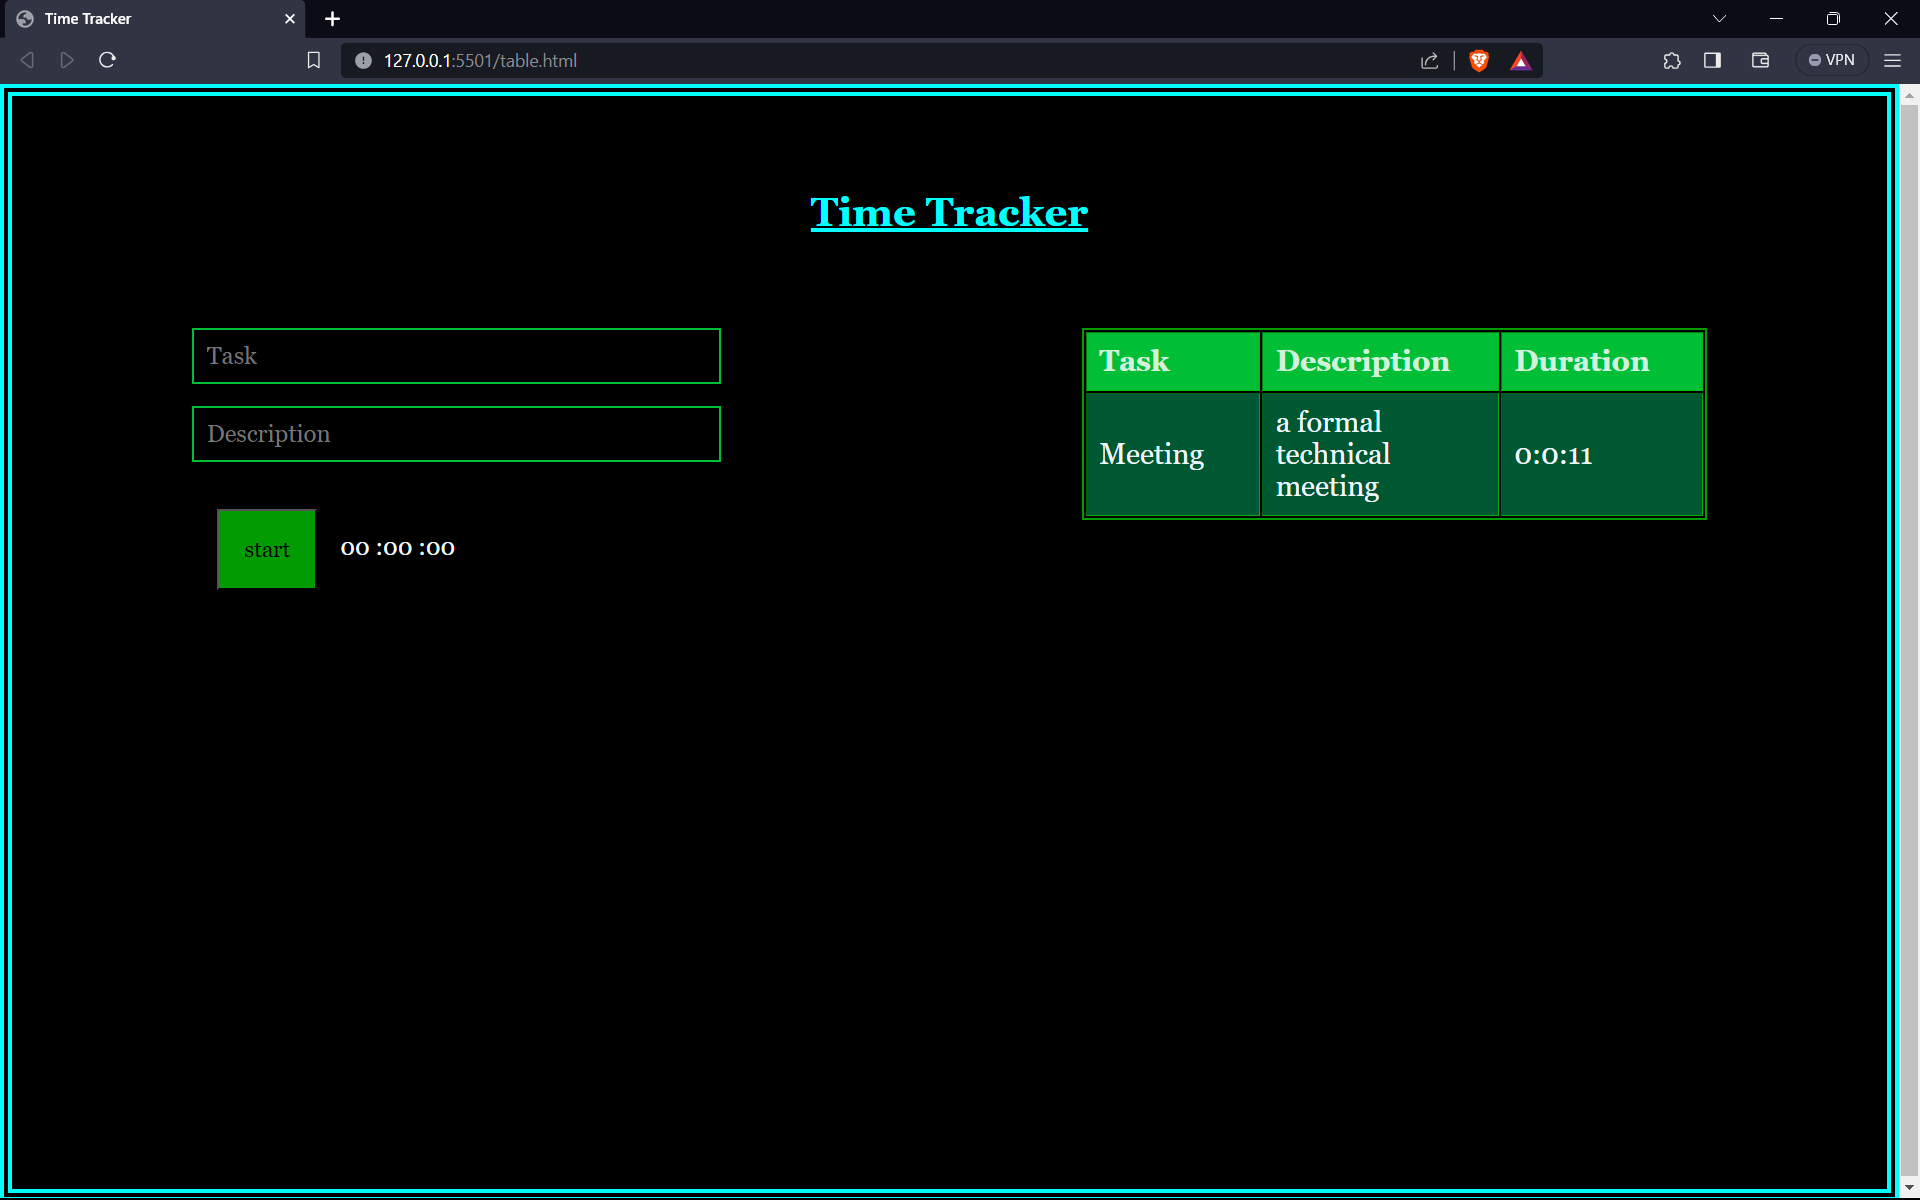 Time Tracker
127.0.0.1:5501/table.html
VPN
Time Tracker
Task
Description
start
00 :00 :00
Task Description Duration
Meeting
a formal
technical
meeting
0:0:11